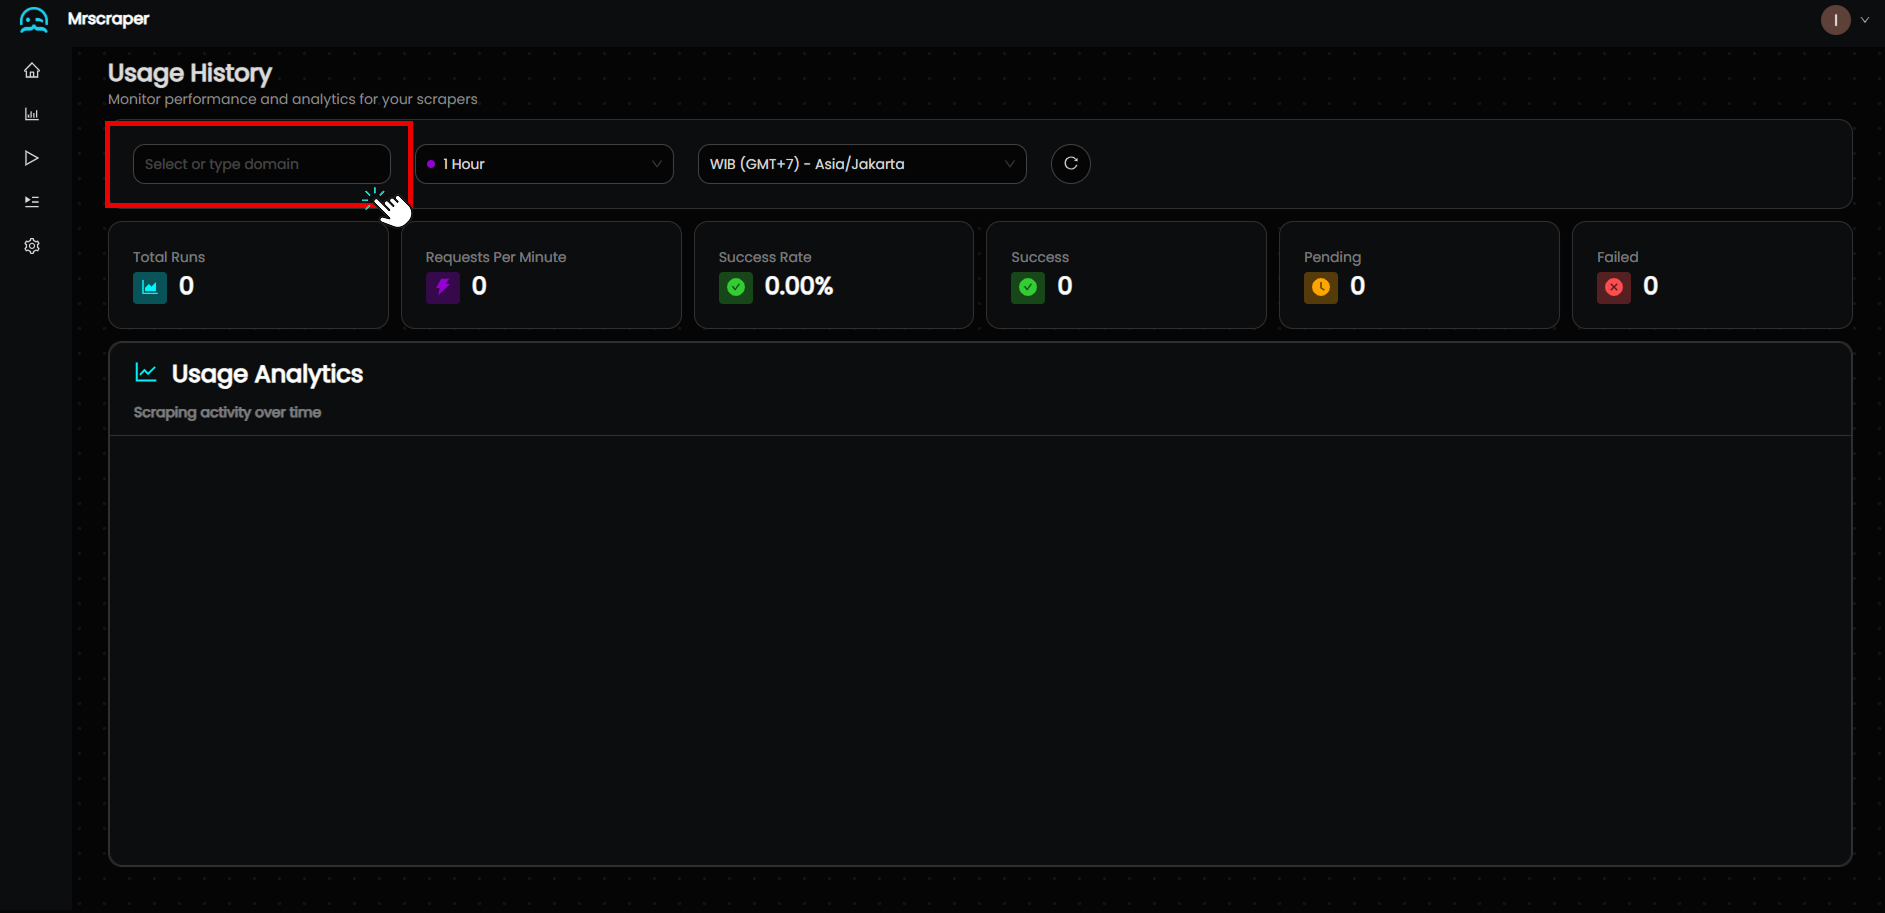 Mrscraper
I
Usage History
Monitor performance and analytics for your scrapers
Select or type domain
1 Hour
WIB (GMT+7) - Asia/Jakarta
Total Runs
0
Requests Per Minute
0
Success Rate
0.00%
Success
0
Pending
0
Failed
0
Usage Analytics
Scraping activity over time